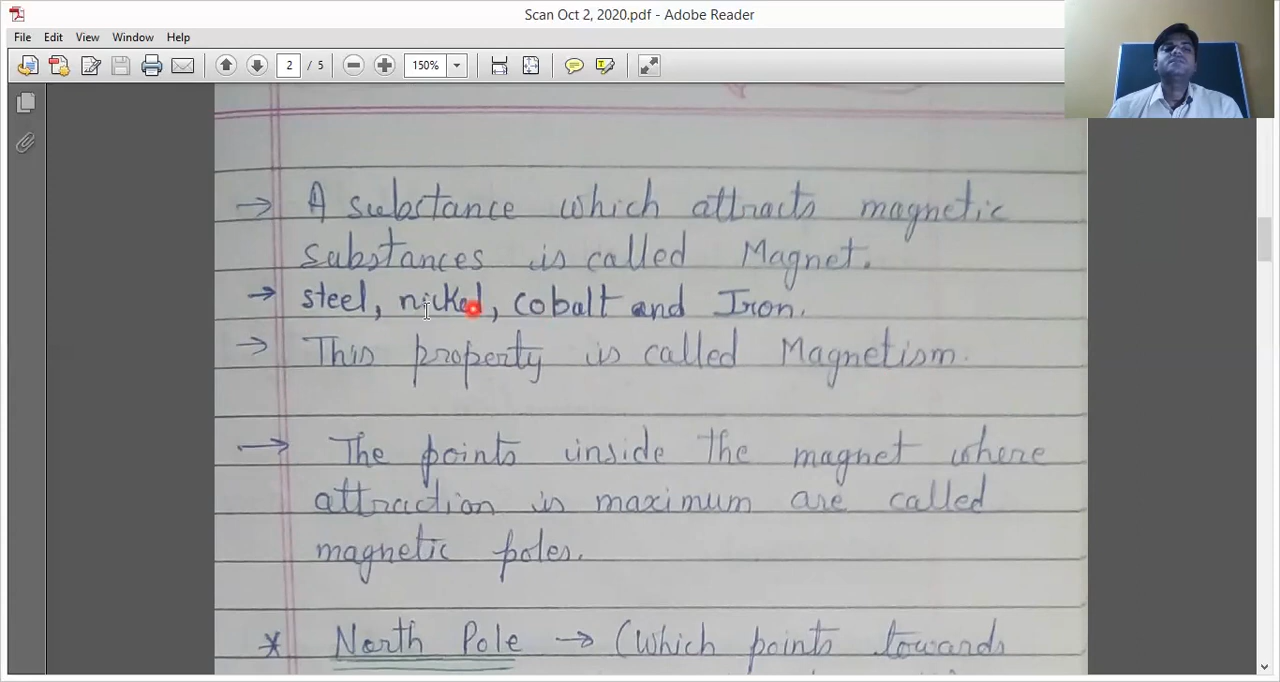 Scan Oct 2, 2020.pdf - Adobe Reader
File Edit View Window Help
2 / 5 150%
→ A substance which attracts magnetic
substances is called Magnet.
→ steel, nickel, cobalt and Iron.
→ This property is called Magnetism.
→ The points inside the magnet where
attraction is maximum are called
magnetic poles.
* North Pole → (Which points towards